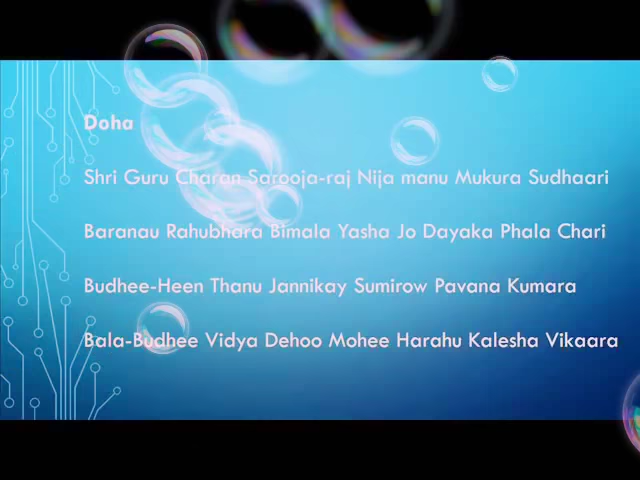 Doha
Shri Guru Charan Sarooja-raj Nija manu Mukura Sudhaari
Baranau Rahubhara Bimala Yasha Jo Dayaka Phala Chari
Budhee-Heen Thanu Jannikay Sumirow Pavana Kumara
Bala-Budhee Vidya Dehoo Mohee Harahu Kalesha Vikaara